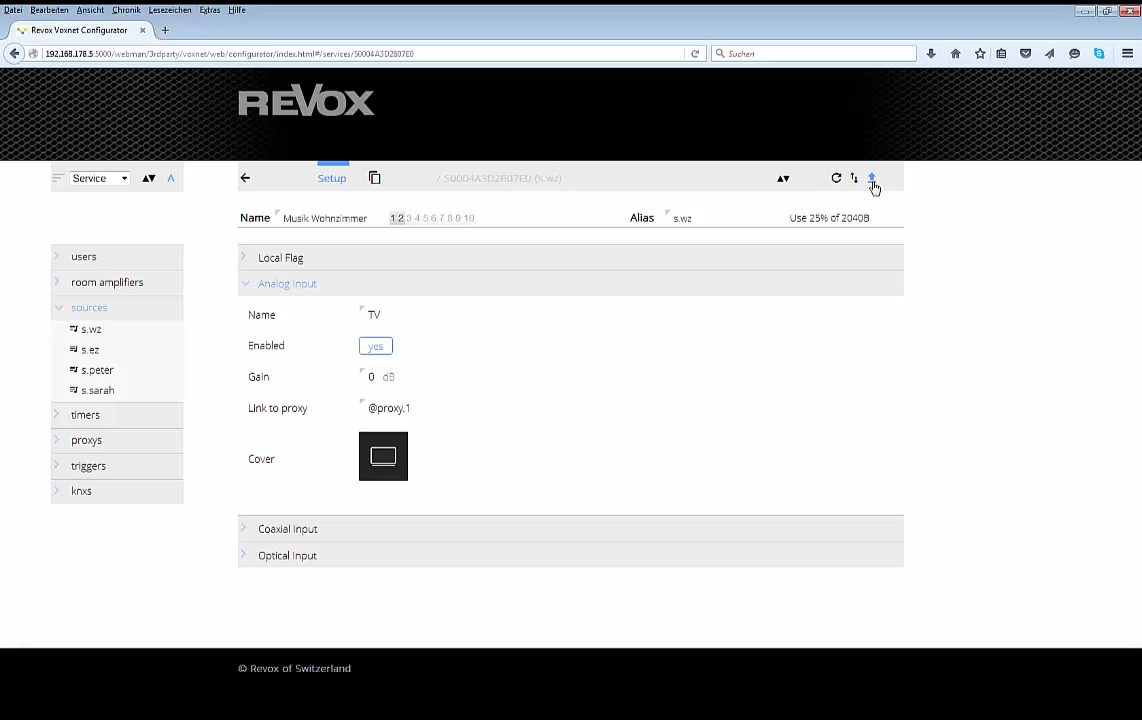 Datei Bearbeiten Ansicht Chronik Lesezeichen Extras Hilfe
Revox Voxnet Configurator
192.168.178.5:5000/webman/3rdparty/voxnet/web/configurator/index.html#/services/S0004A3D2607E0
Suchen
REVOX
Service ▲▼ A
Setup / S0004A3D2607E0 (s.wz) ▲▼
Name Musik Wohnzimmer 1 2 3 4 5 6 7 8 9 10 Alias s.wz Use 25% of 2040B
users
room amplifiers
sources
s.wz
s.ez
s.peter
s.sarah
timers
proxys
triggers
knxs
Local Flag
Analog Input
Name TV
Enabled yes
Gain 0 dB
Link to proxy @proxy.1
Cover
Coaxial Input
Optical Input
© Revox of Switzerland